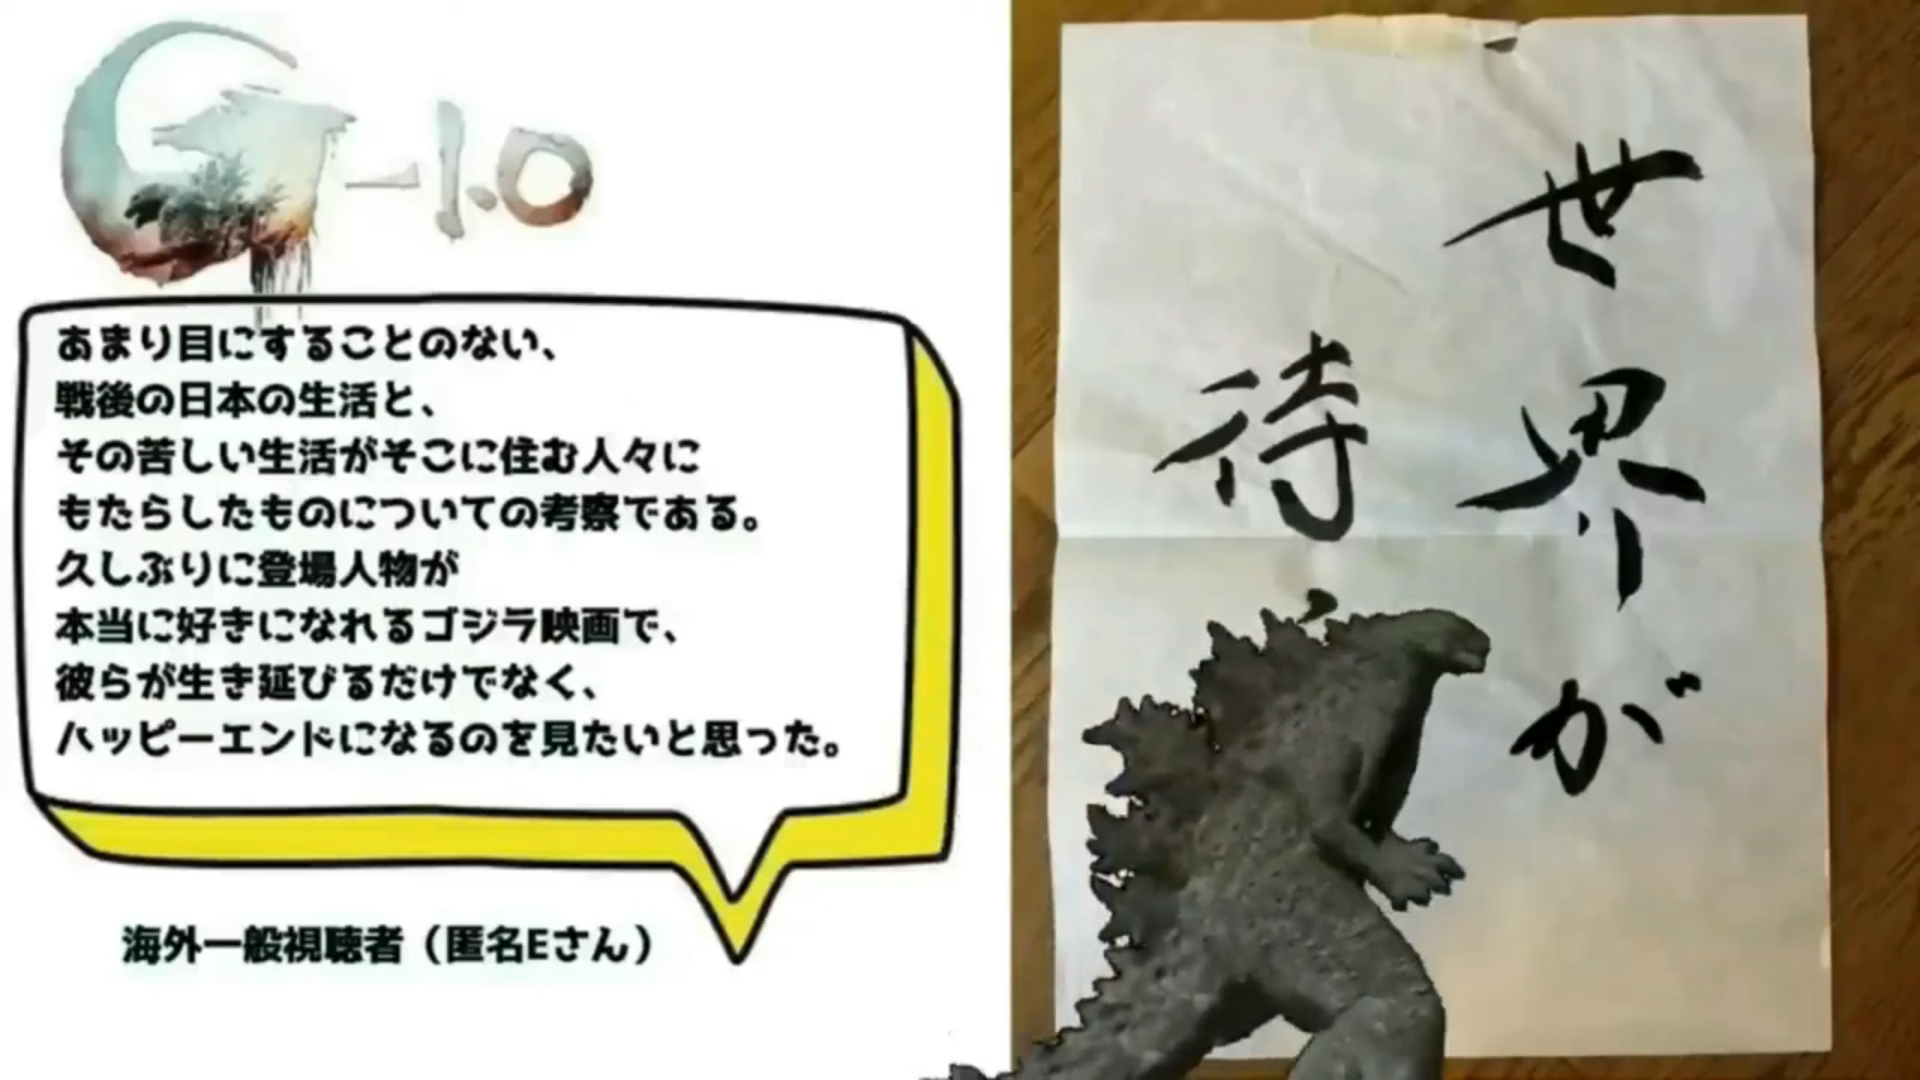 G-1.0
あまり目にすることのない、
戦後の日本の生活と、
その苦しい生活がそこに住む人々に
もたらしたものについての考察である。
久しぶりに登場人物が
本当に好きになれるゴジラ映画で、
彼らが生き延びるだけでなく、
ハッピーエンドになるのを見たいと思った。
海外一般視聴者（匿名Eさん）
世界が
待